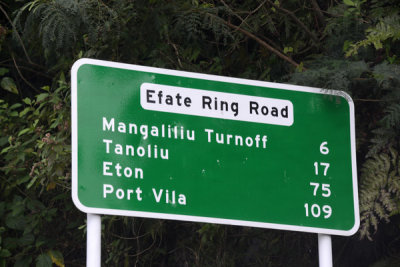 Efate Ring Road
Mangaliliu Turnoff 6
Tanoliu 17
Eton 75
Port Vila 109